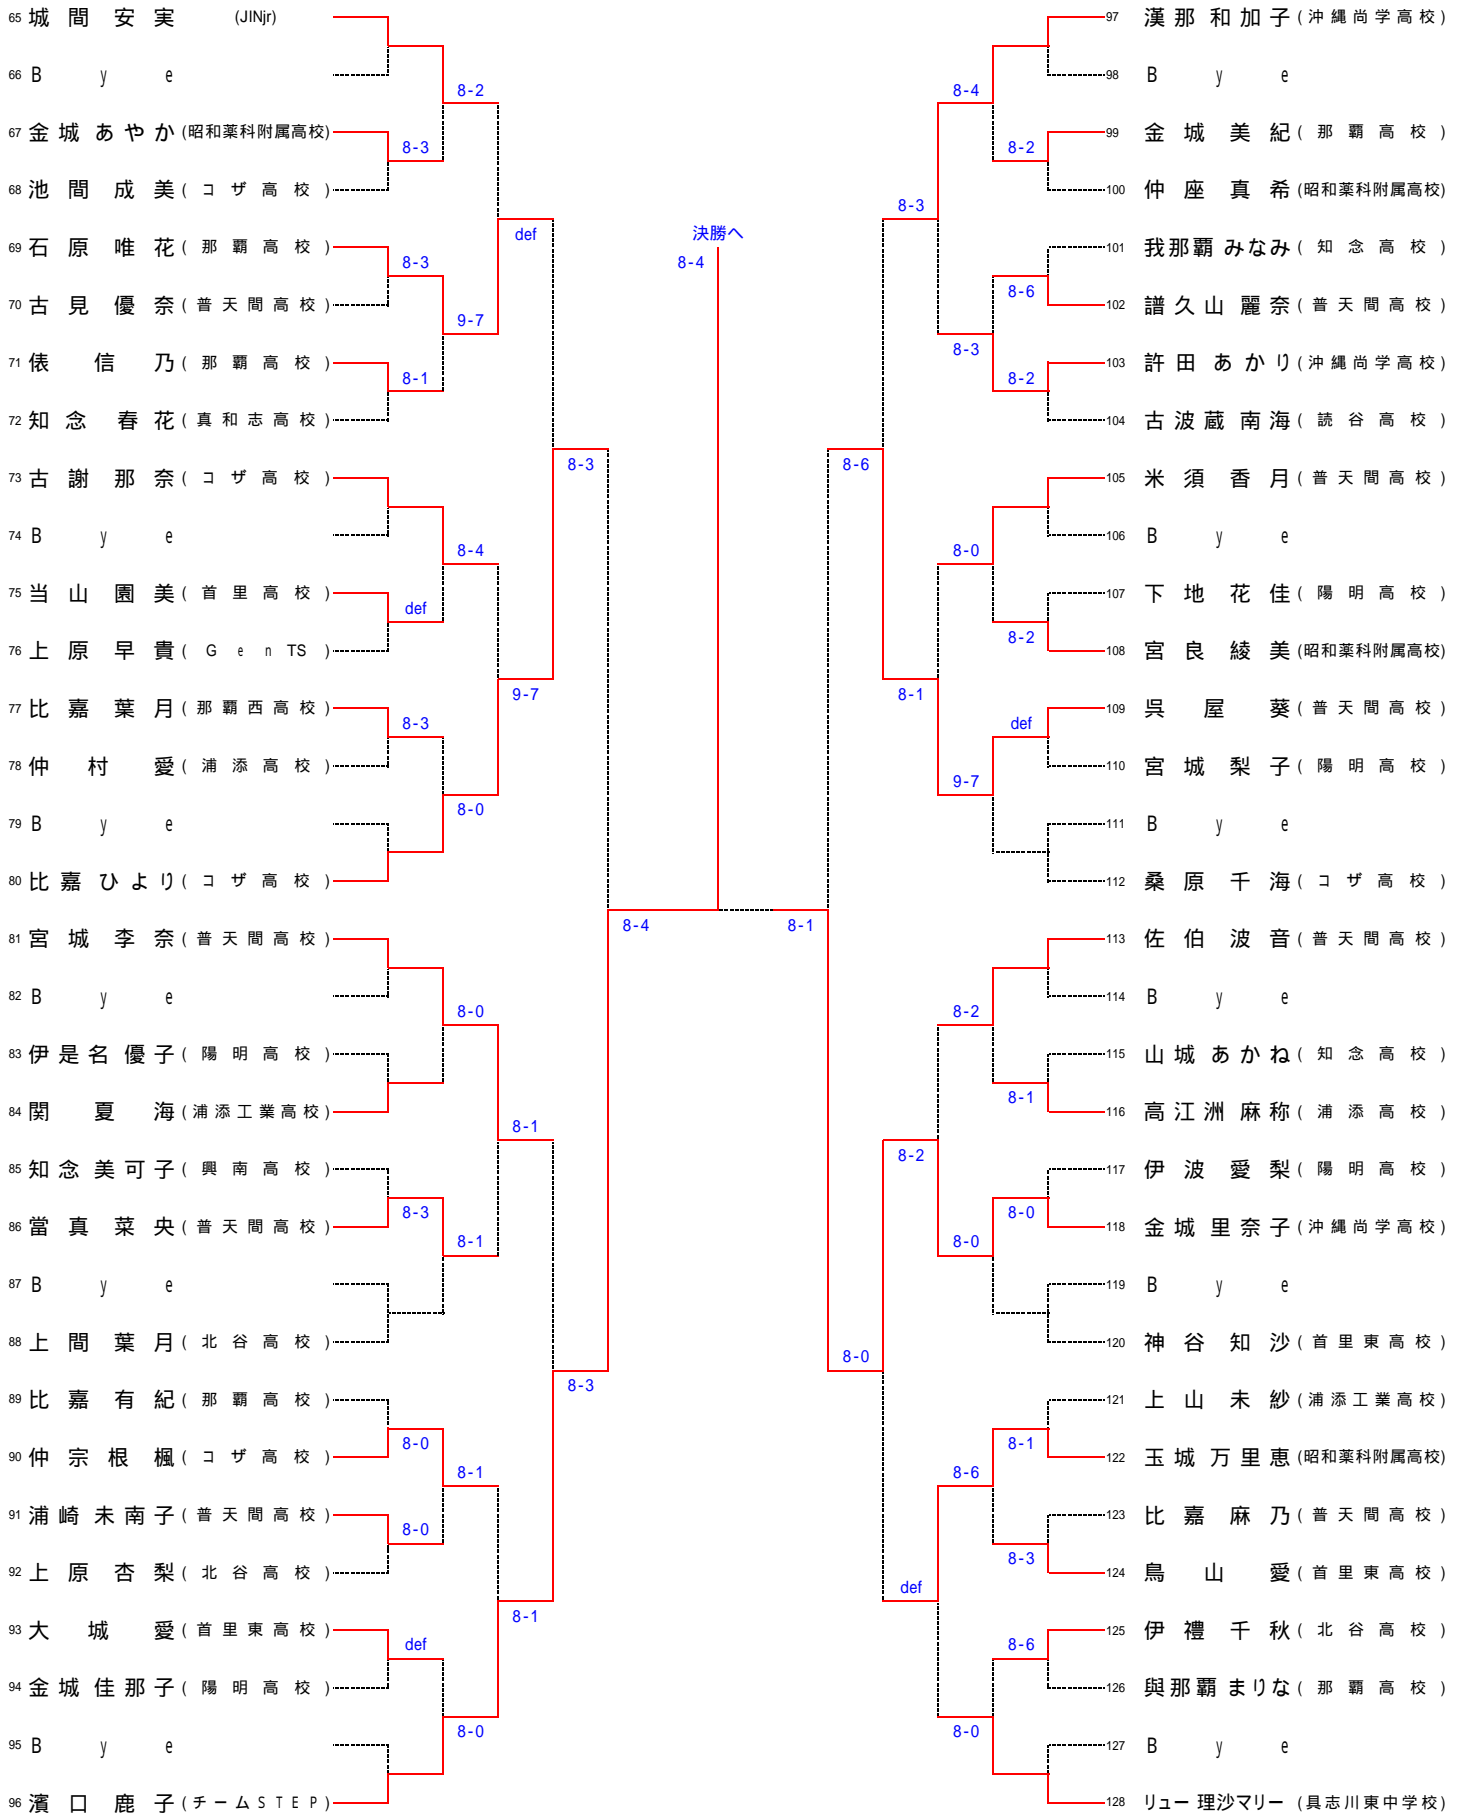 65 城間 安実 (JINjr)
66 Bye
8-2
67 金城 あやか (昭和薬科附属高校)
8-3
68 池間 成美 (コザ高校)
69 石原 唯花 (那覇高校)
def
8-3
70 古見 優奈 (普天間高校)
9-7
71 俵 信乃 (那覇高校)
8-1
72 知念 春花 (真和志高校)
8-3
73 古謝 那奈 (コザ高校)
74 Bye
8-4
75 当山 園美 (首里高校)
def
76 上原 早貴 (Gen TS)
9-7
77 比嘉 葉月 (那覇西高校)
8-3
78 仲村 愛 (浦添高校)
8-0
79 Bye
80 比嘉 ひより (コザ高校)
8-4
81 宮城 李奈 (普天間高校)
82 Bye
8-0
83 伊是名 優子 (陽明高校)
84 関 夏海 (浦添工業高校)
8-1
85 知念 美可子 (興南高校)
86 當真 菜央 (普天間高校)
8-3
8-1
87 Bye
88 上間 葉月 (北谷高校)
8-3
89 比嘉 有紀 (那覇高校)
8-0
90 仲宗根 楓 (コザ高校)
8-1
91 浦崎 未南子 (普天間高校)
8-0
92 上原 杏梨 (北谷高校)
8-1
93 大城 愛 (首里東高校)
def
94 金城 佳那子 (陽明高校)
8-0
95 Bye
96 濱口 鹿子 (チームSTEP)
決勝へ
8-4
97 漢那 和加子 (沖縄尚学高校)
98 Bye
8-4
99 金城 美紀 (那覇高校)
8-2
100 仲座 真希 (昭和薬科附属高校)
8-3
101 我那覇 みなみ (知念高校)
8-6
102 譜久山 麗奈 (普天間高校)
8-3
103 許田 あかり (沖縄尚学高校)
8-2
104 古波蔵 南海 (読谷高校)
8-6
105 米須 香月 (普天間高校)
106 Bye
8-0
107 下地 花佳 (陽明高校)
8-2
108 宮良 綾美 (昭和薬科附属高校)
8-1
109 呉屋 葵 (普天間高校)
def
110 宮城 梨子 (陽明高校)
9-7
111 Bye
112 桑原 千海 (コザ高校)
8-1
113 佐伯 波音 (普天間高校)
114 Bye
8-2
115 山城 あかね (知念高校)
8-1
116 高江洲 麻称 (浦添高校)
8-2
117 伊波 愛梨 (陽明高校)
8-0
118 金城 里奈子 (沖縄尚学高校)
8-0
119 Bye
120 神谷 知沙 (首里東高校)
8-0
121 上山 未紗 (浦添工業高校)
8-1
122 玉城 万里恵 (昭和薬科附属高校)
8-6
123 比嘉 麻乃 (普天間高校)
8-3
124 鳥山 愛 (首里東高校)
def
125 伊禮 千秋 (北谷高校)
8-6
126 與那覇 まりな (那覇高校)
8-0
127 Bye
128 リュー 理沙マリー (具志川東中学校)